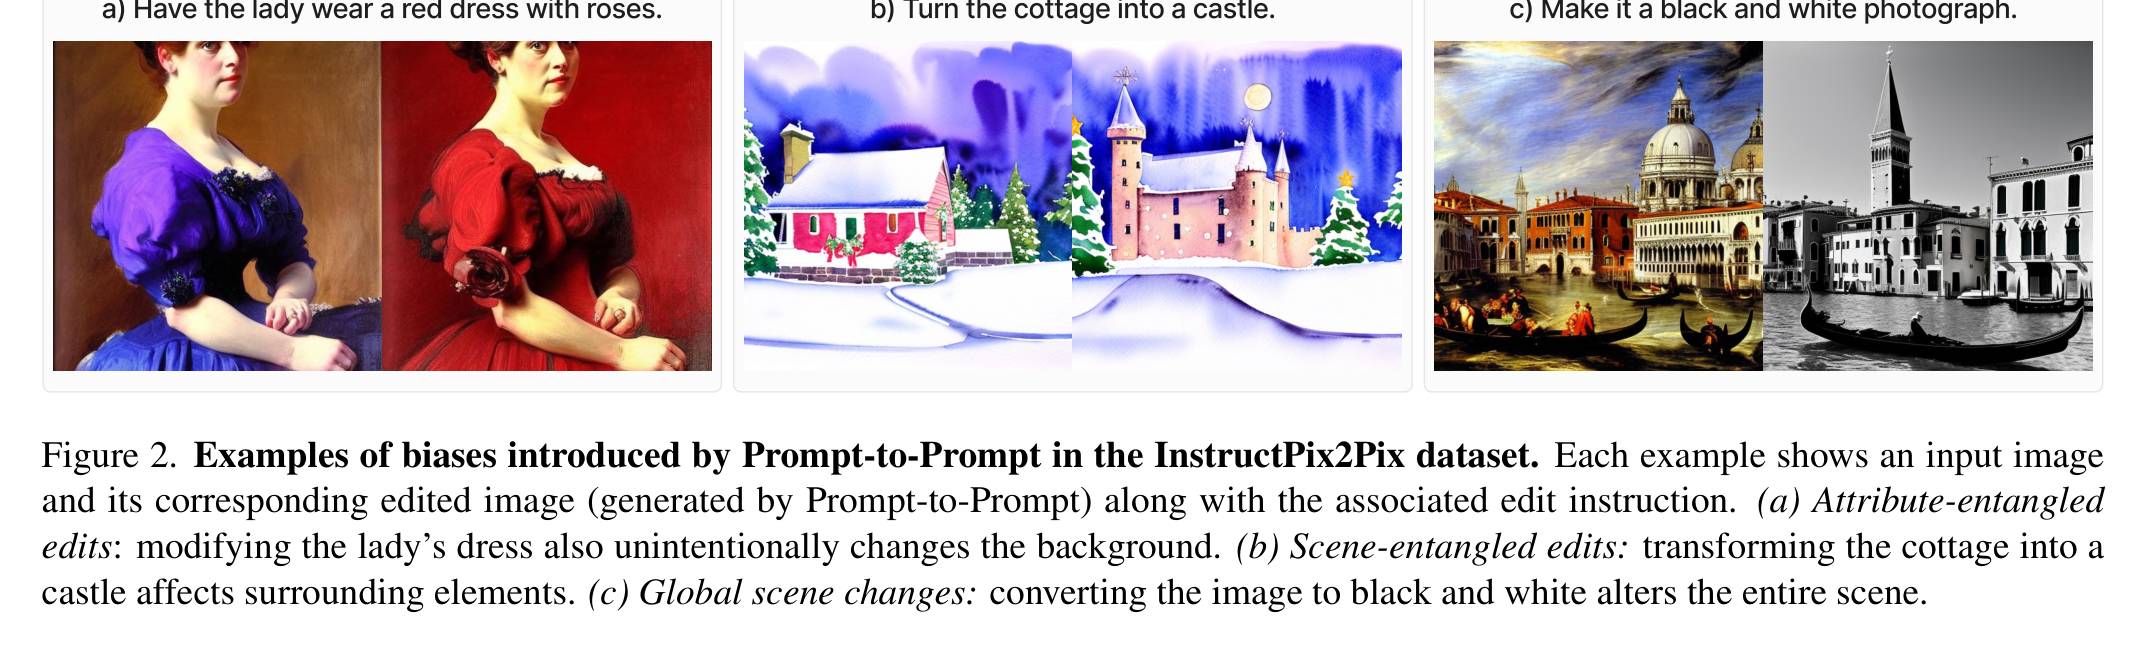 a) Have the lady wear a red dress with roses.
b) Turn the cottage into a castle.
c) Make it a black and white photograph.
Figure 2. Examples of biases introduced by Prompt-to-Prompt in the InstructPix2Pix dataset. Each example shows an input image
and its corresponding edited image (generated by Prompt-to-Prompt) along with the associated edit instruction. (a) Attribute-entangled
edits: modifying the lady’s dress also unintentionally changes the background. (b) Scene-entangled edits: transforming the cottage into a
castle affects surrounding elements. (c) Global scene changes: converting the image to black and white alters the entire scene.